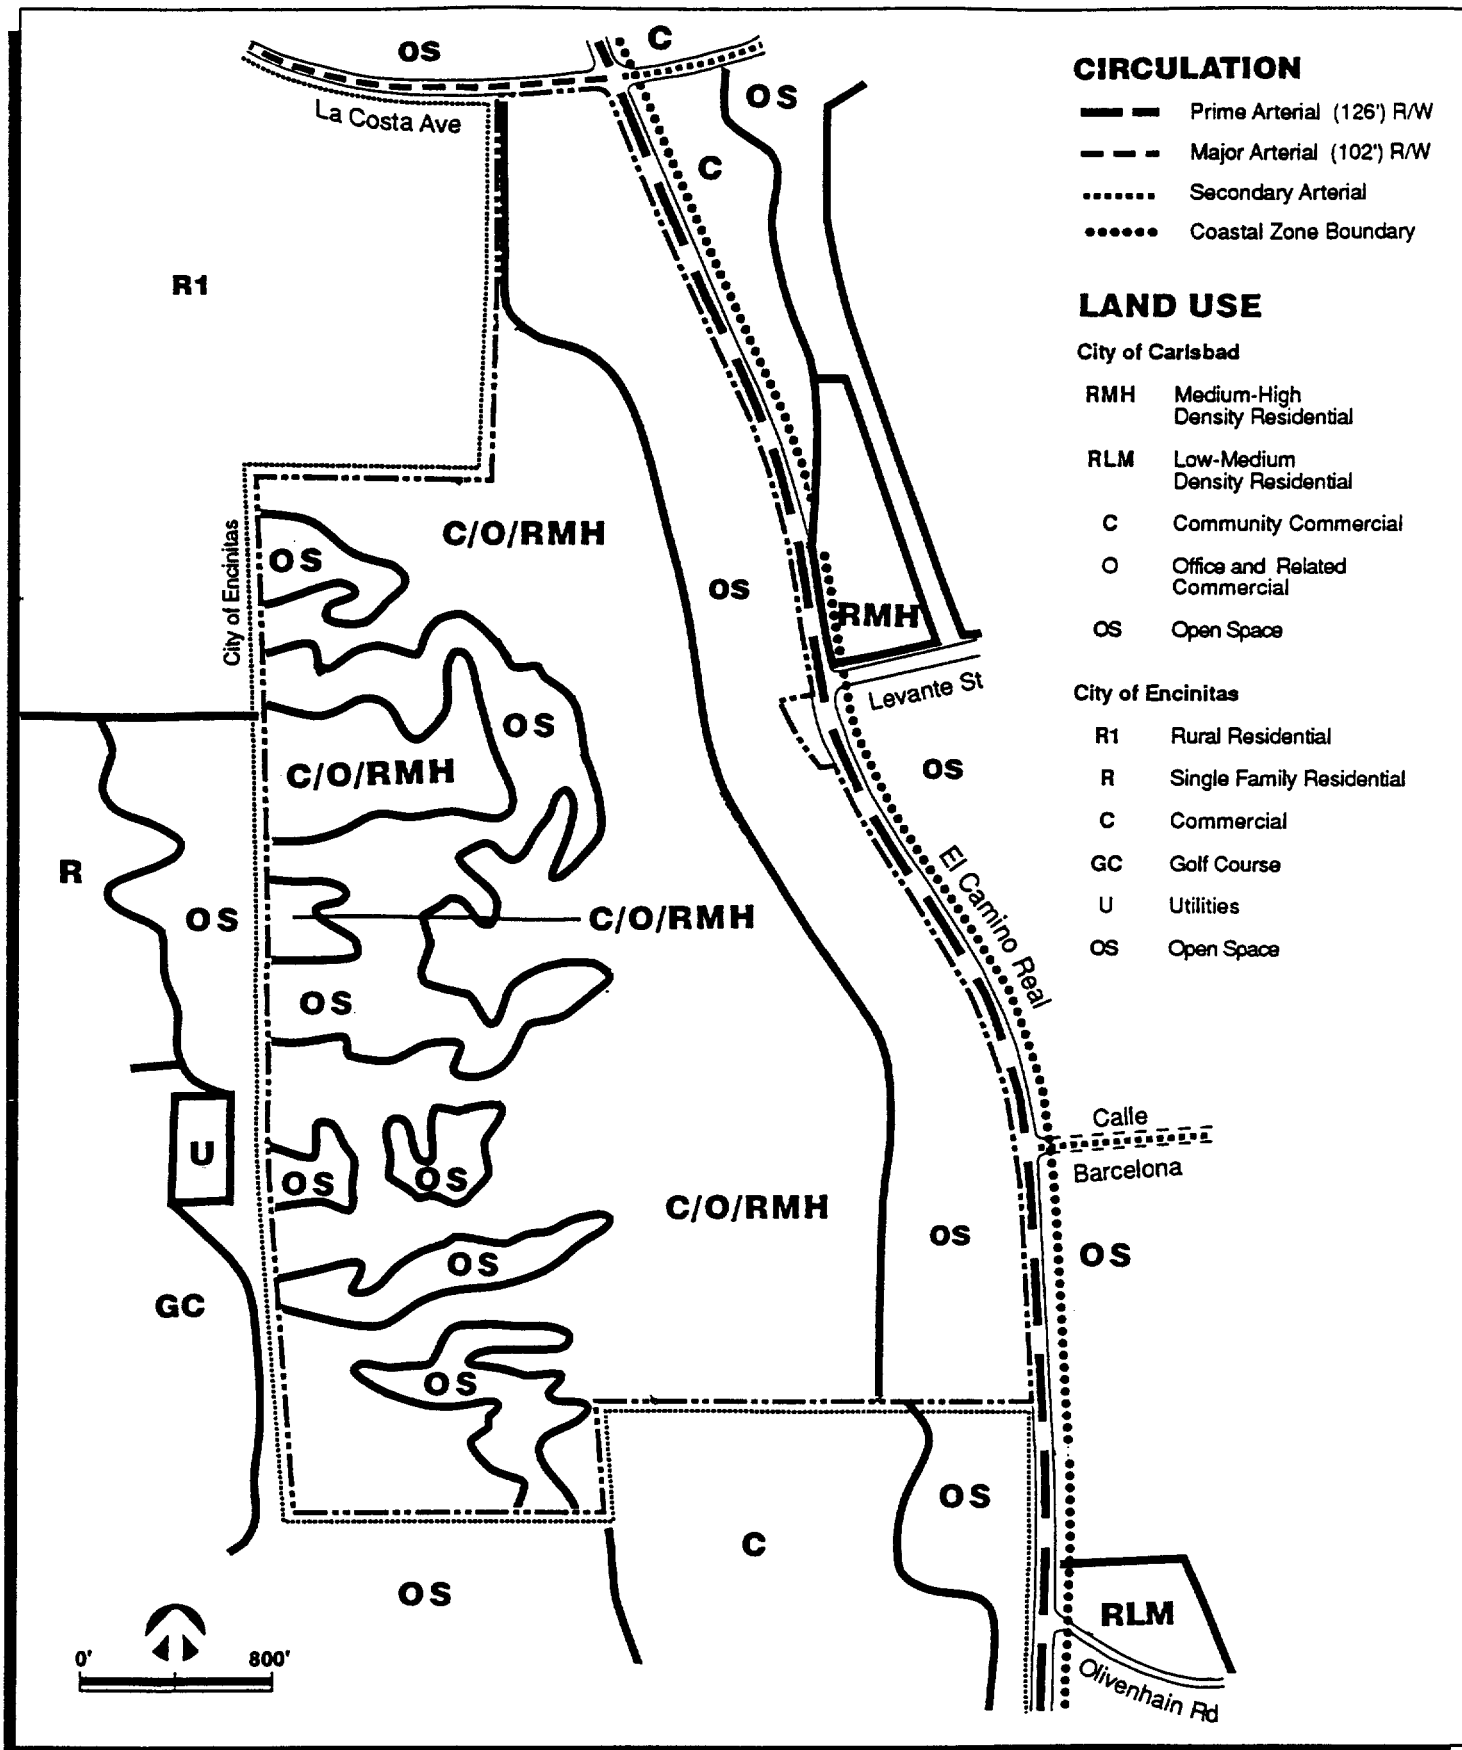 OS
C
La Costa Ave
OS
C
R1
CIRCULATION
Prime Arterial (126') R/W
Major Arterial (102') R/W
Secondary Arterial
Coastal Zone Boundary
LAND USE
City of Carlsbad
RMH Medium-High
Density Residential
RLM Low-Medium
Density Residential
C Community Commercial
O Office and Related
Commercial
OS Open Space
City of Encinitas
R1 Rural Residential
R Single Family Residential
C Commercial
GC Golf Course
U Utilities
OS Open Space
City of Encinitas
C/O/RMH
OS
OS
RMH
Levante St
OS
C/O/RMH
OS
R
El Camino Real
OS
C/O/RMH
OS
Calle
Barcelona
U
OS
OS
C/O/RMH
OS
OS
OS
GC
OS
OS
C
OS
RLM
Olivenhain Rd
0' 800'